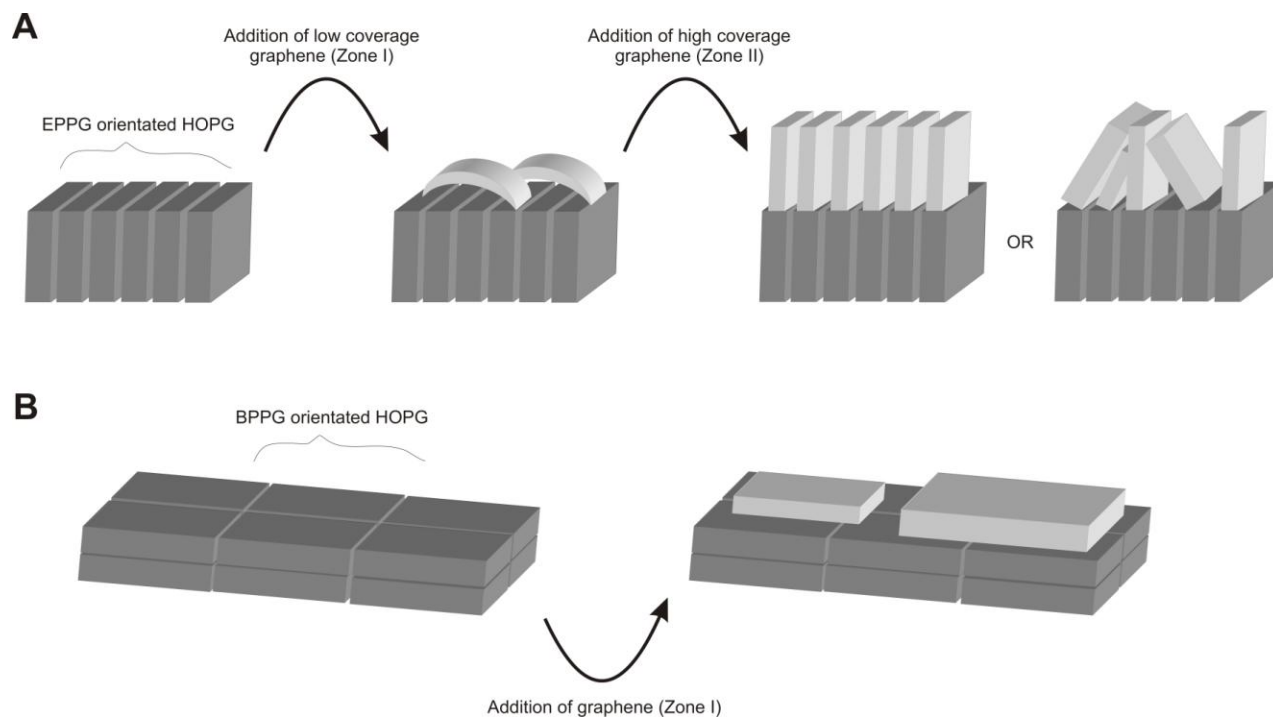 A
Addition of low coverage
graphene (Zone I)
Addition of high coverage
graphene (Zone II)
EPPG orientated HOPG
OR
B
BPPG orientated HOPG
Addition of graphene (Zone I)